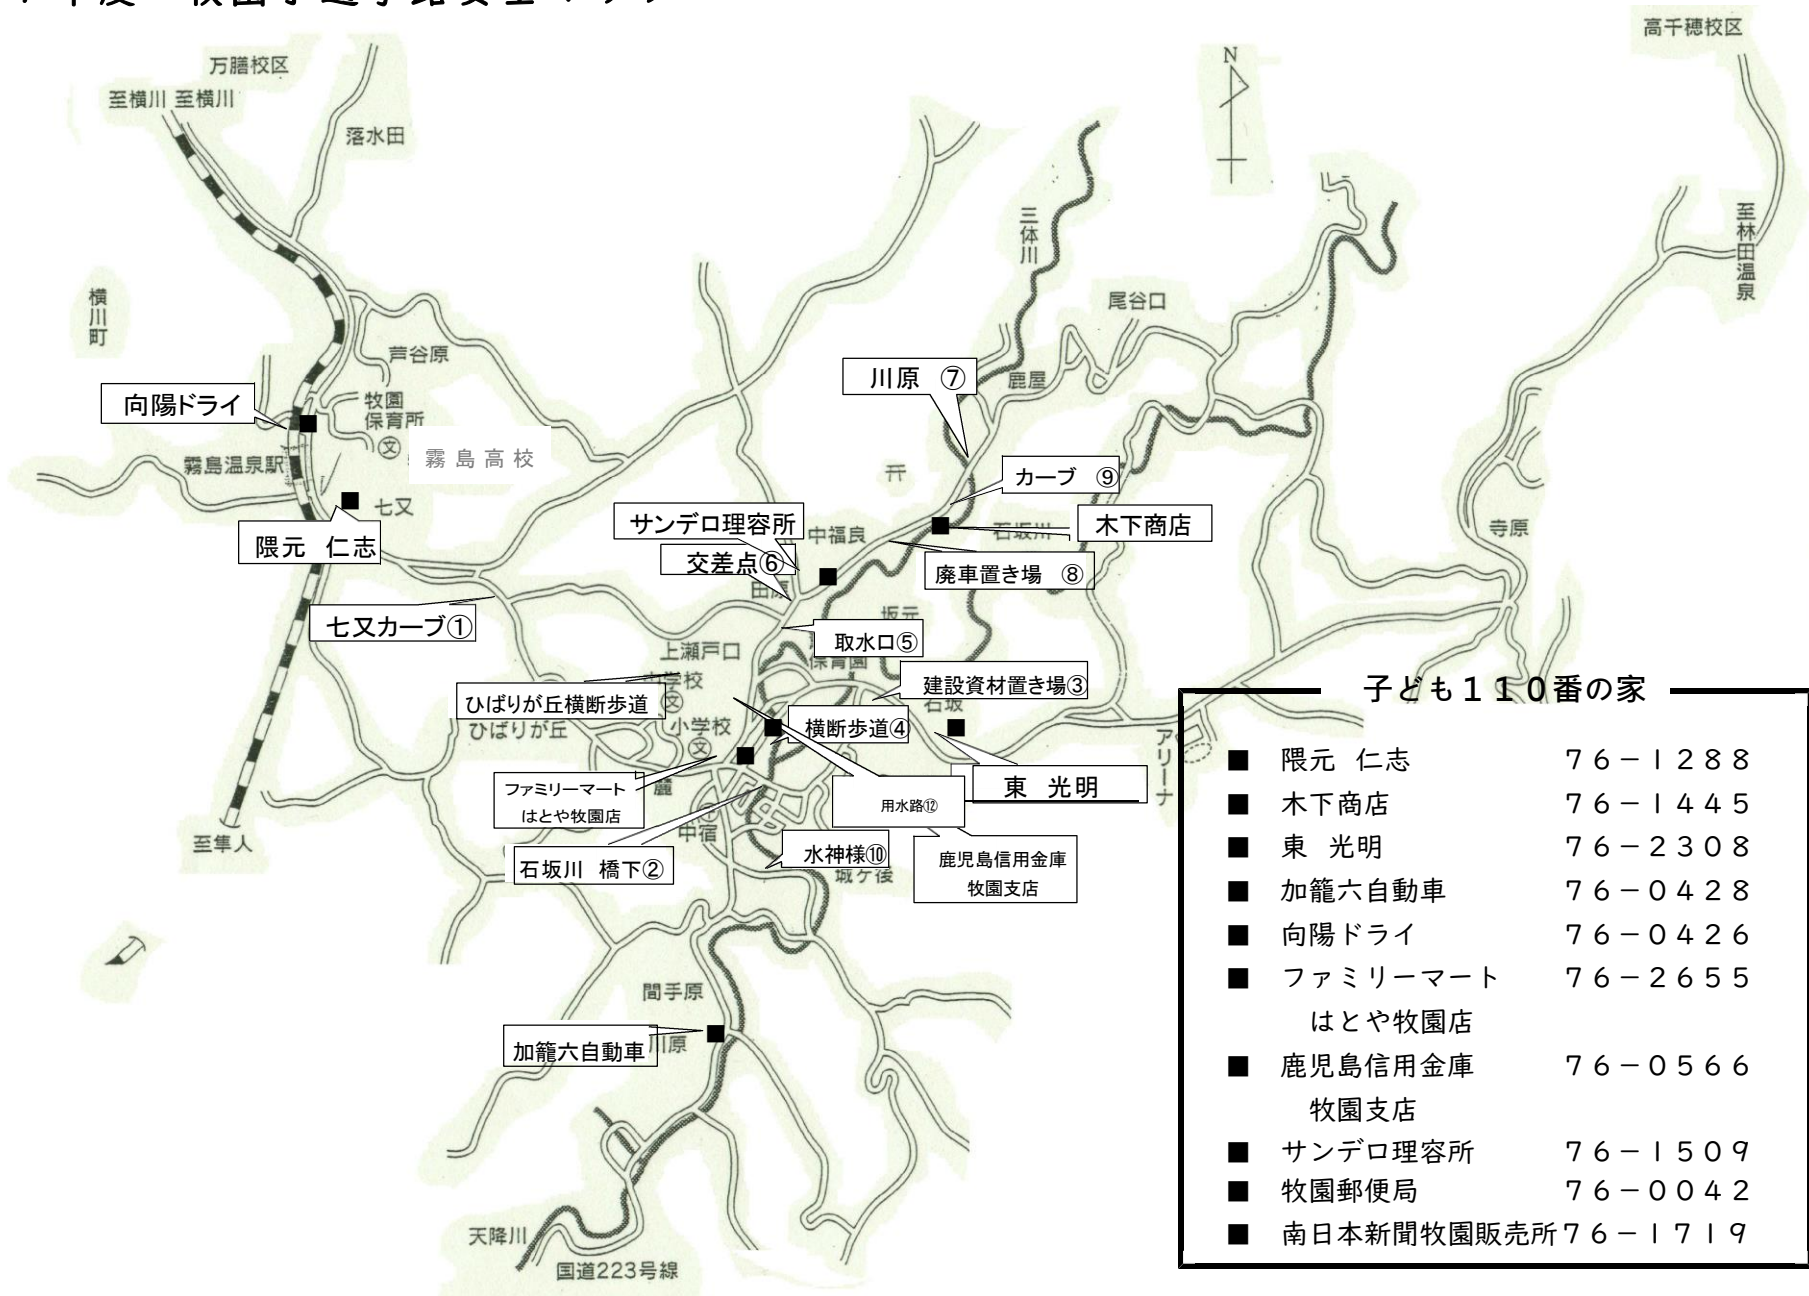 牧園小通学路安全マップ
高千穂校区
万膳校区
至横川 至横川
N
落水田
三体川
至林田温泉
横川町
尾谷口
芦谷原
川原 ⑦
鹿屋
向陽ドライ
牧園
保育所
文
霧島高校
霧島温泉駅
カーブ ⑨
七又
サンデロ理容所
中福良
石坂川
木下商店
寺原
隈元 仁志
交差点⑥
廃車置き場 ⑧
田原
七又カーブ①
坂元
取水口⑤
上瀬戸口
保育園
中学校
建設資材置き場③
ひばりが丘横断歩道
文
石坂
子ども110番の家
ひばりが丘
小学校
横断歩道④
文
アリーナ
ファミリーマート
はとや牧園店
麓
東 光明
用水路⑫
中宿
石坂川 橋下②
水神様⑩
鹿児島信用金庫
牧園支店
城ケ後
至隼人
間手原
加籠六自動車
川原
天降川
国道223号線
■ 隈元 仁志 76-1288
■ 木下商店 76-1445
■ 東 光明 76-2308
■ 加籠六自動車 76-0428
■ 向陽ドライ 76-0426
■ ファミリーマート 76-2655
はとや牧園店
■ 鹿児島信用金庫 76-0566
牧園支店
■ サンデロ理容所 76-1509
■ 牧園郵便局 76-0042
■ 南日本新聞牧園販売所 76-1719